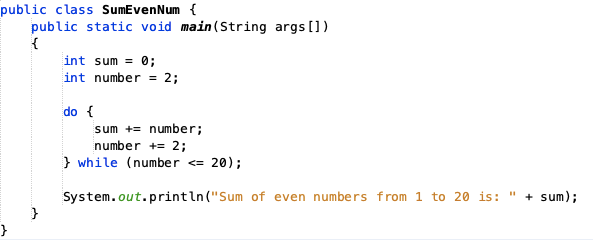 public class SumEvenNum {
    public static void main(String args[])
    {
        int sum = 0;
        int number = 2;

        do {
            sum += number;
            number += 2;
        } while (number <= 20);

        System.out.println("Sum of even numbers from 1 to 20 is: " + sum);
    }
}